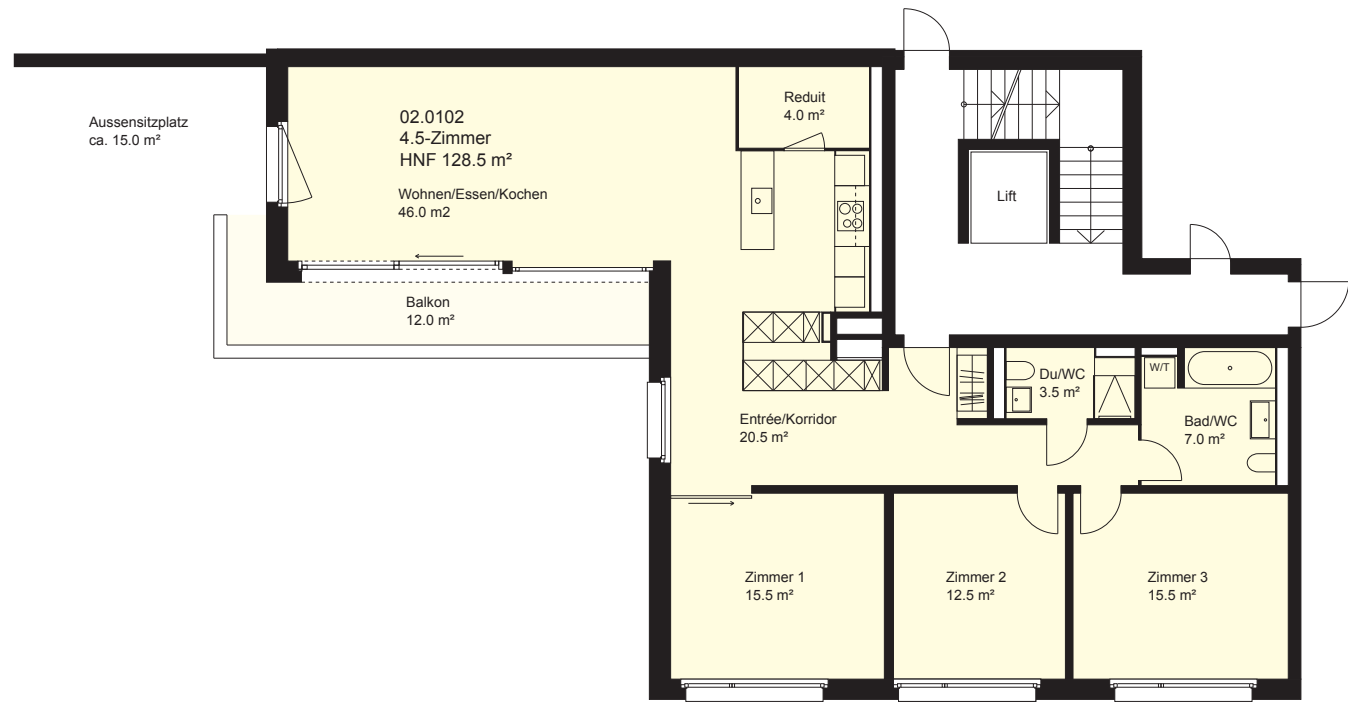 Aussensitzplatz
ca. 15.0 m²
02.0102
4.5-Zimmer
HNF 128.5 m²
Wohnen/Essen/Kochen
46.0 m2
Reduit
4.0 m²
Lift
Balkon
12.0 m²
Entrée/Korridor
20.5 m²
Du/WC
3.5 m²
W/T
Bad/WC
7.0 m²
Zimmer 1
15.5 m²
Zimmer 2
12.5 m²
Zimmer 3
15.5 m²